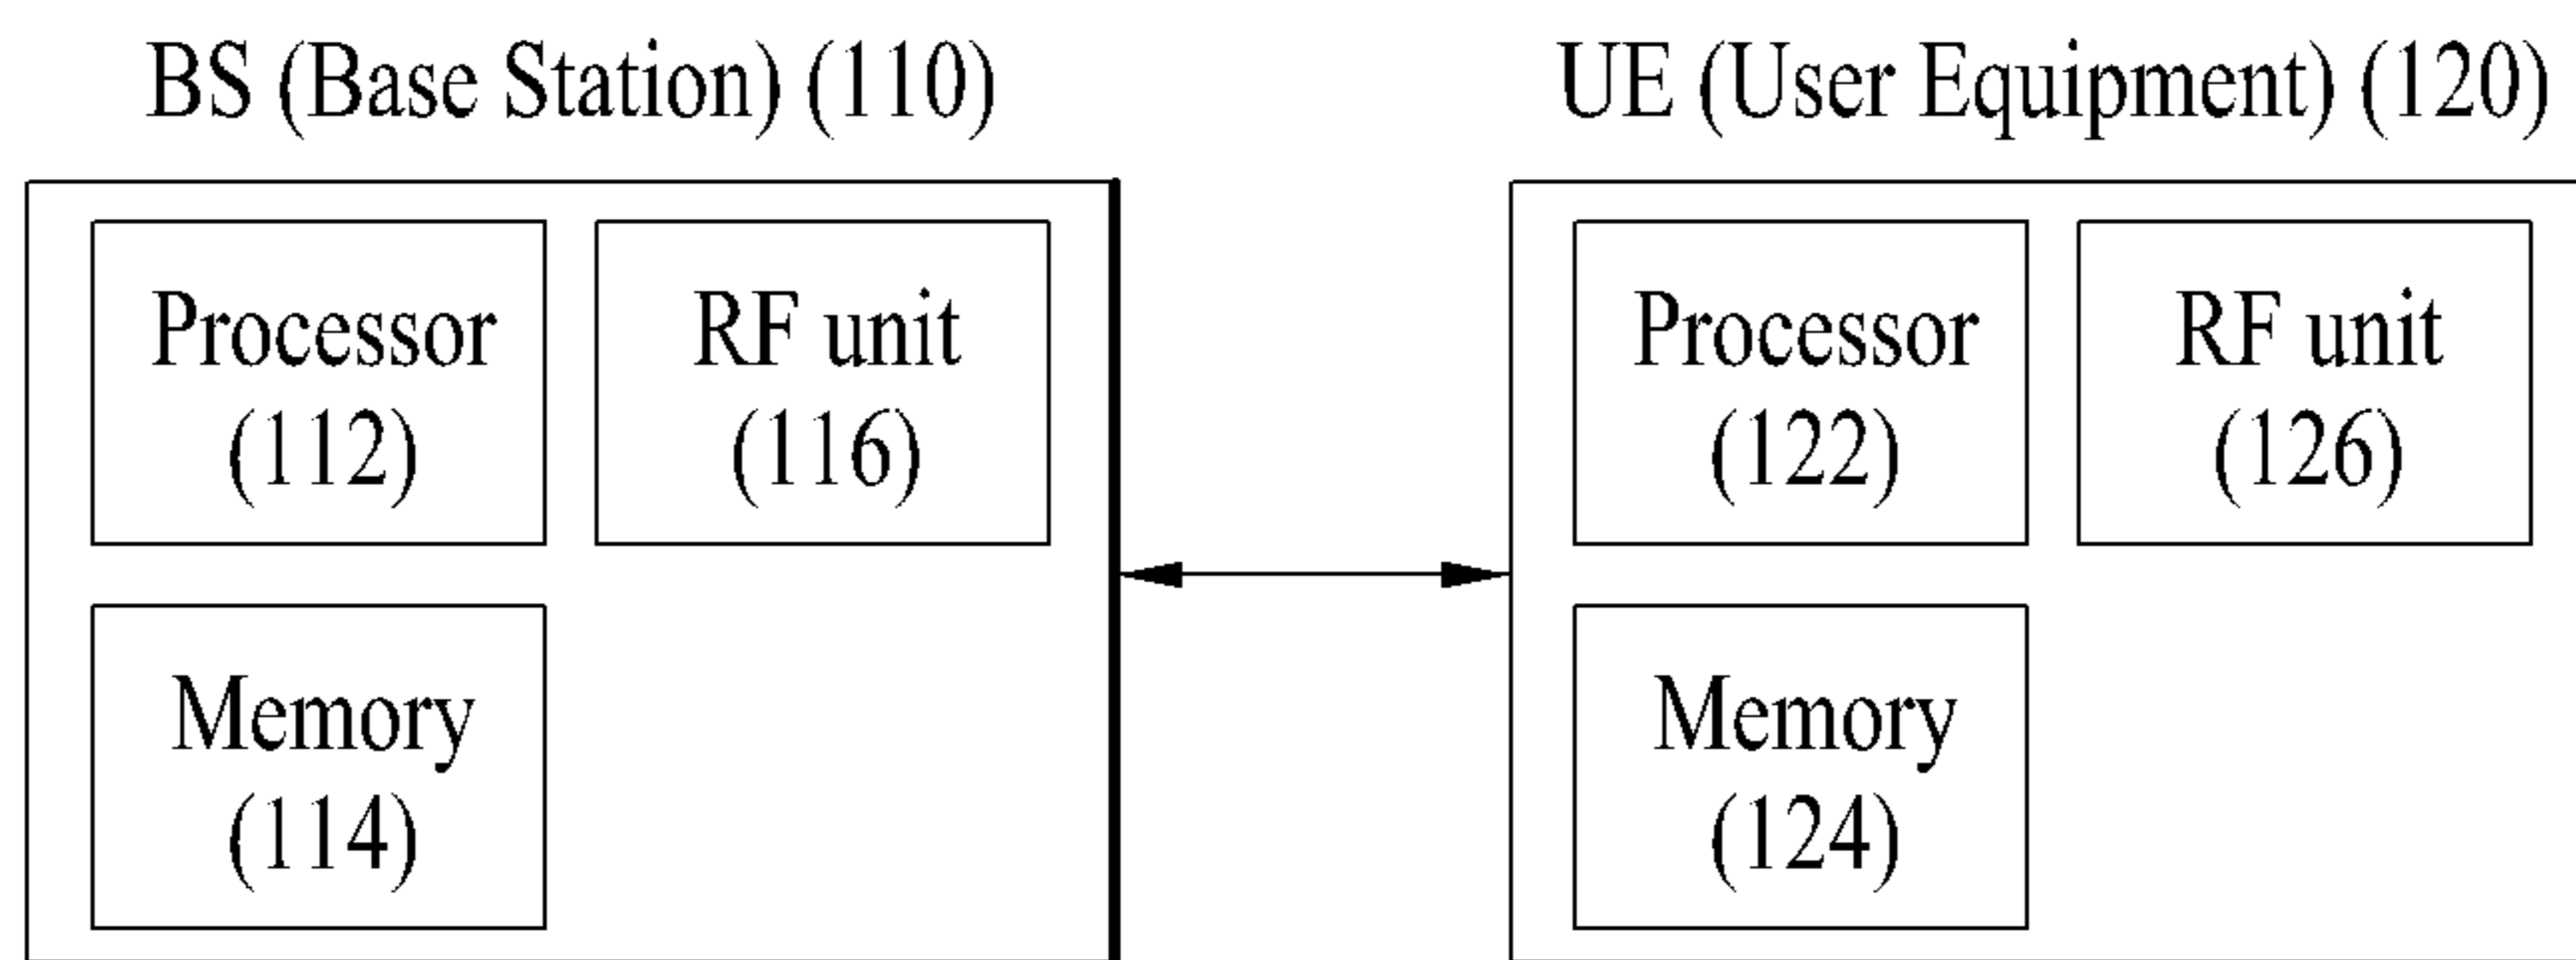 BS (Base Station) (110)
Processor
(112)
RF unit
(116)
Memory
(114)
UE (User Equipment) (120)
Processor
(122)
RF unit
(126)
Memory
(124)